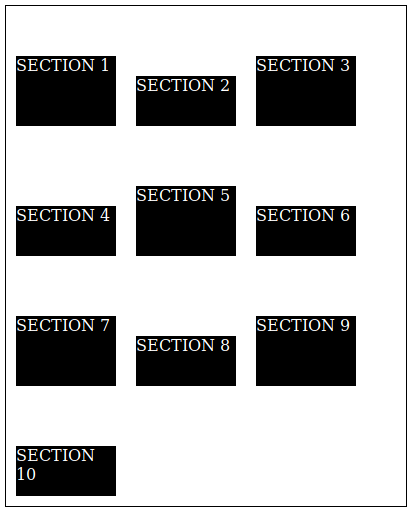 SECTION 1
SECTION 2
SECTION 3
SECTION 4
SECTION 5
SECTION 6
SECTION 7
SECTION 8
SECTION 9
SECTION
10